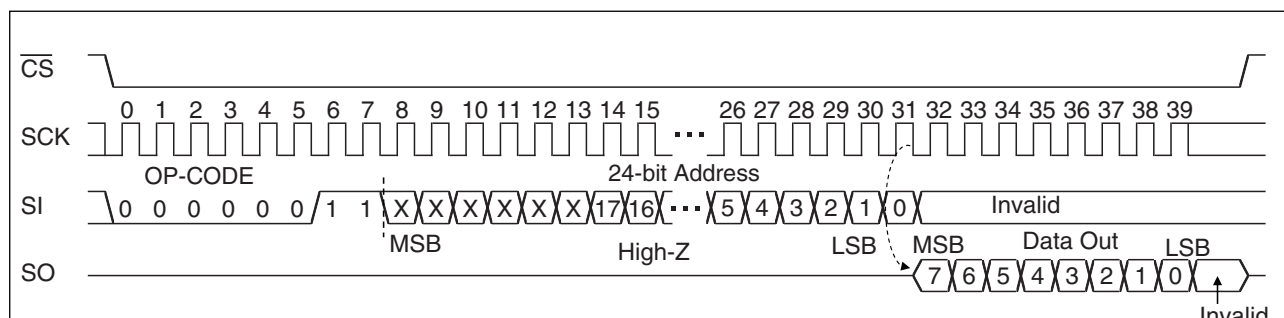 CS
0 1 2 3 4 5 6 7 8 9 10 11 12 13 14 15 26 27 28 29 30 31 32 33 34 35 36 37 38 39
SCK ...
OP-CODE 24-bit Address
SI 0 0 0 0 0 0 1 1 X X X X X X 17 16 ... 5 4 3 2 1 0 Invalid
MSB High-Z LSB MSB Data Out LSB
SO 7 6 5 4 3 2 1 0
Invalid